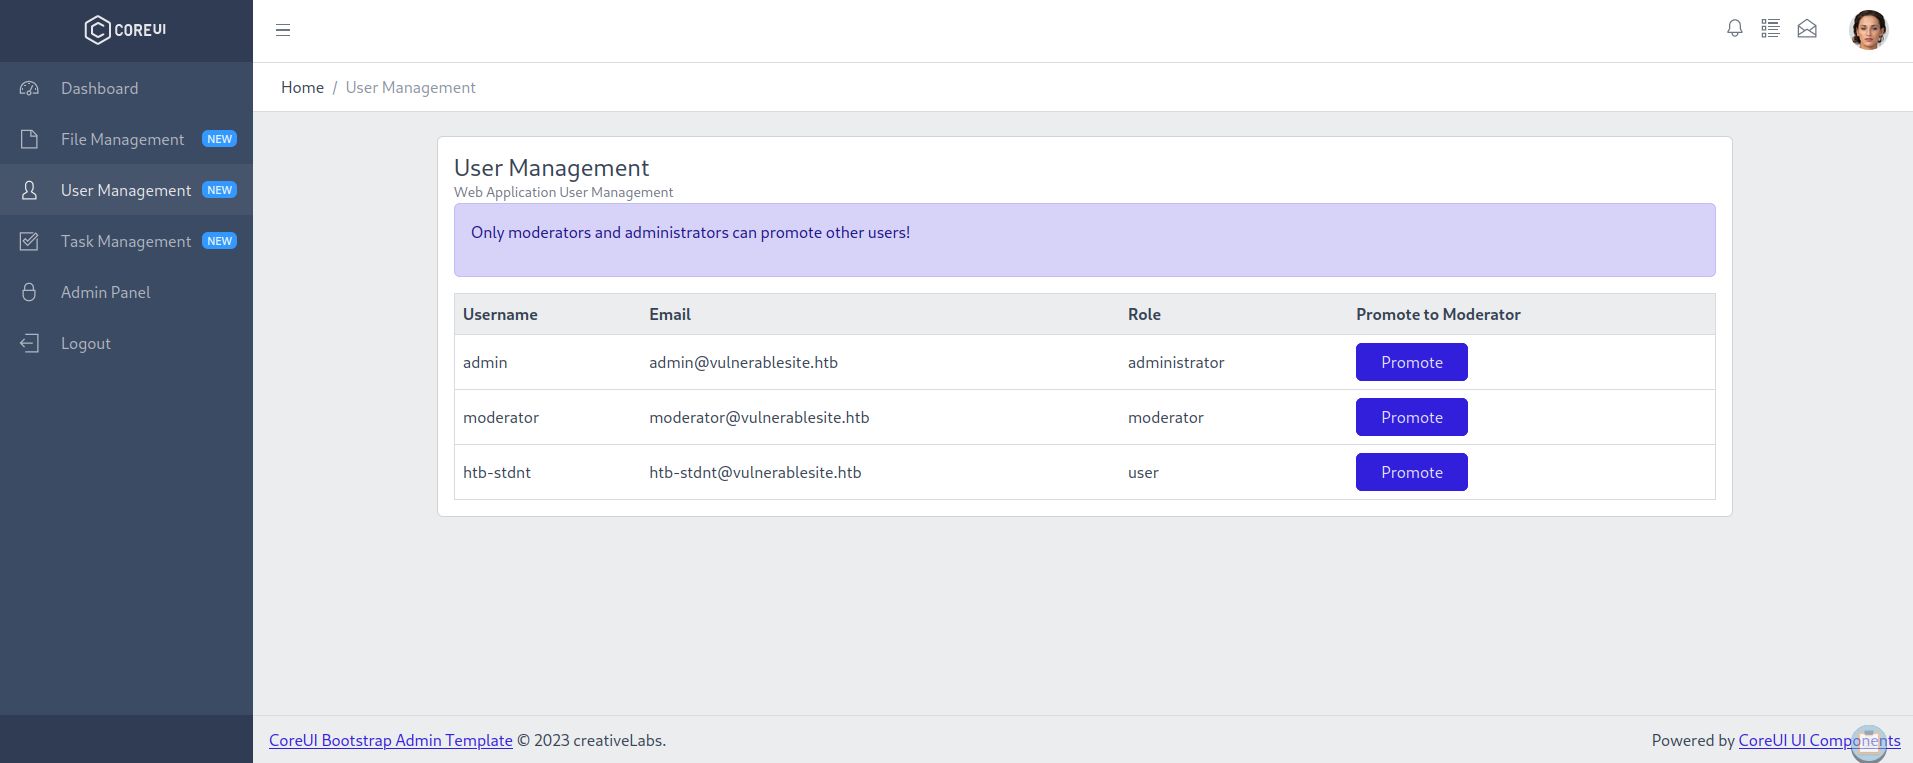 COREUI
Dashboard
File Management NEW
User Management NEW
Task Management NEW
Admin Panel
Logout
Home / User Management
User Management
Web Application User Management
Only moderators and administrators can promote other users!
Username Email Role Promote to Moderator
admin admin@vulnerablesite.htb administrator Promote
moderator moderator@vulnerablesite.htb moderator Promote
htb-stdnt htb-stdnt@vulnerablesite.htb user Promote
CoreUI Bootstrap Admin Template © 2023 creativeLabs.
Powered by CoreUI UI Components